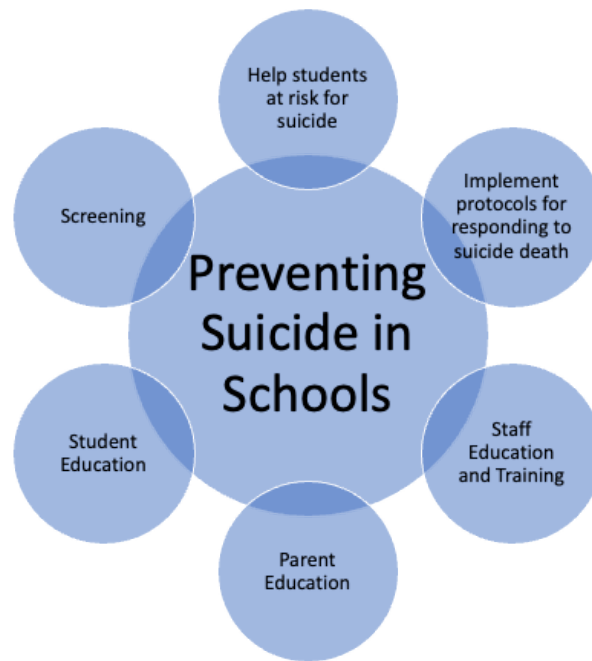 Help students
at risk for
suicide
Implement
protocols for
responding to
suicide death
Staff
Education
and Training
Parent
Education
Student
Education
Screening
Preventing
Suicide in
Schools